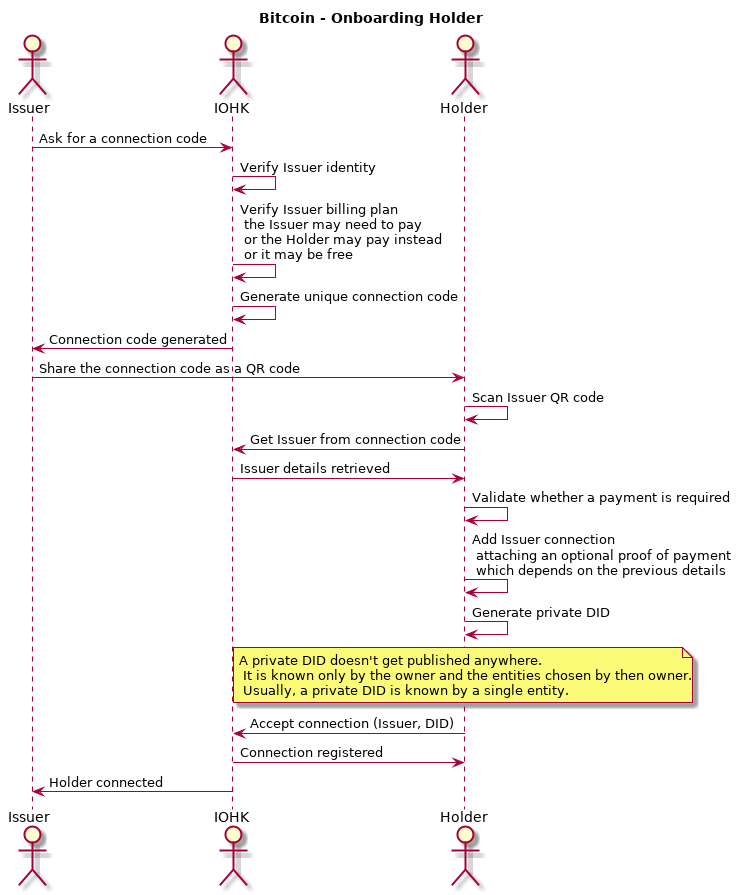 Bitcoin - Onboarding Holder
Issuer
IOHK
Holder
Ask for a connection code
Verify Issuer identity
Verify Issuer billing plan
the Issuer may need to pay
or the Holder may pay instead
or it may be free
Generate unique connection code
Connection code generated
Share the connection code as a QR code
Scan Issuer QR code
Get Issuer from connection code
Issuer details retrieved
Validate whether a payment is required
Add Issuer connection
attaching an optional proof of payment
which depends on the previous details
Generate private DID
A private DID doesn't get published anywhere.
It is known only by the owner and the entities chosen by then owner.
Usually, a private DID is known by a single entity.
Accept connection (Issuer, DID)
Connection registered
Holder connected
Issuer
IOHK
Holder